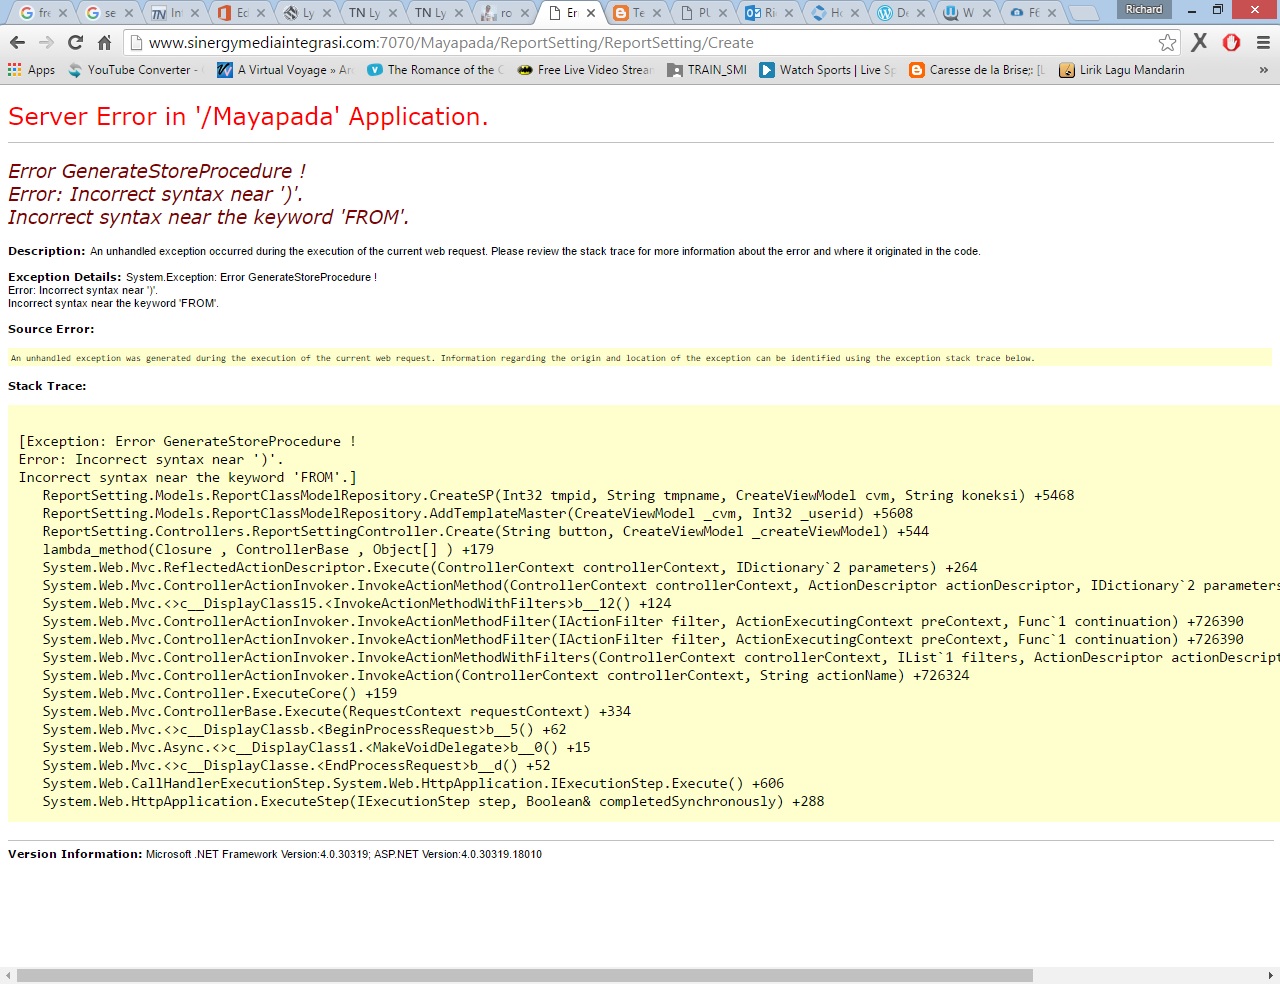 fre
se
In
Ed
Ly
TN Ly
TN Ly
ro
Er
Te
PU
Ric
Ho
De
W
F6
Richard
www.sinergymediaintegrasi.com:7070/Mayapada/ReportSetting/ReportSetting/Create
Apps
YouTube Converter -
A Virtual Voyage » Arc
The Romance of the C
Free Live Video Strean
TRAIN_SMI
Watch Sports | Live Sp
Caresse de la Brise;: [L
Lirik Lagu Mandarin
»
Server Error in '/Mayapada' Application.
Error GenerateStoreProcedure !
Error: Incorrect syntax near ')'.
Incorrect syntax near the keyword 'FROM'.
Description: An unhandled exception occurred during the execution of the current web request. Please review the stack trace for more information about the error and where it originated in the code.
Exception Details: System.Exception: Error GenerateStoreProcedure !
Error: Incorrect syntax near ')'.
Incorrect syntax near the keyword 'FROM'.
Source Error:
An unhandled exception was generated during the execution of the current web request. Information regarding the origin and location of the exception can be identified using the exception stack trace below.
Stack Trace:
[Exception: Error GenerateStoreProcedure !
Error: Incorrect syntax near ')'.
Incorrect syntax near the keyword 'FROM'.]
ReportSetting.Models.ReportClassModelRepository.CreateSP(Int32 tmpid, String tmpname, CreateViewModel cvm, String koneksi) +5468
ReportSetting.Models.ReportClassModelRepository.AddTemplateMaster(CreateViewModel _cvm, Int32 _userid) +5608
ReportSetting.Controllers.ReportSettingController.Create(String button, CreateViewModel _createViewModel) +544
lambda_method(Closure , ControllerBase , Object[] ) +179
System.Web.Mvc.ReflectedActionDescriptor.Execute(ControllerContext controllerContext, IDictionary`2 parameters) +264
System.Web.Mvc.ControllerActionInvoker.InvokeActionMethod(ControllerContext controllerContext, ActionDescriptor actionDescriptor, IDictionary`2 parameters
System.Web.Mvc.<>c__DisplayClass15.<InvokeActionMethodWithFilters>b__12() +124
System.Web.Mvc.ControllerActionInvoker.InvokeActionMethodFilter(IActionFilter filter, ActionExecutingContext preContext, Func`1 continuation) +726390
System.Web.Mvc.ControllerActionInvoker.InvokeActionMethodFilter(IActionFilter filter, ActionExecutingContext preContext, Func`1 continuation) +726390
System.Web.Mvc.ControllerActionInvoker.InvokeActionMethodWithFilters(ControllerContext controllerContext, IList`1 filters, ActionDescriptor actionDescript
System.Web.Mvc.ControllerActionInvoker.InvokeAction(ControllerContext controllerContext, String actionName) +726324
System.Web.Mvc.Controller.ExecuteCore() +159
System.Web.Mvc.ControllerBase.Execute(RequestContext requestContext) +334
System.Web.Mvc.<>c__DisplayClassb.<BeginProcessRequest>b__5() +62
System.Web.Mvc.Async.<>c__DisplayClass1.<MakeVoidDelegate>b__0() +15
System.Web.Mvc.<>c__DisplayClasse.<EndProcessRequest>b__d() +52
System.Web.CallHandlerExecutionStep.System.Web.HttpApplication.IExecutionStep.Execute() +606
System.Web.HttpApplication.ExecuteStep(IExecutionStep step, Boolean& completedSynchronously) +288
Version Information: Microsoft .NET Framework Version:4.0.30319; ASP.NET Version:4.0.30319.18010